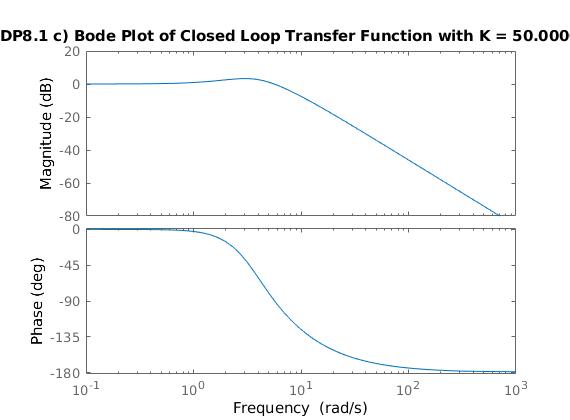 DP8.1 c) Bode Plot of Closed Loop Transfer Function with K = 50.000
20
0
-20
-40
-60
-80
Magnitude (dB)
0
-45
-90
-135
-180
Phase (deg)
10^-1 10^0 10^1 10^2 10^3
Frequency (rad/s)